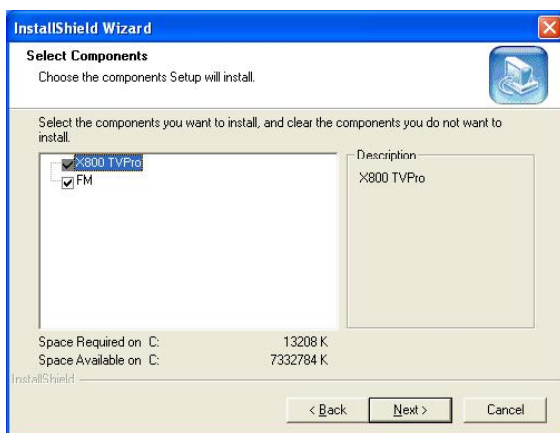 InstallShield Wizard
Select Components
Choose the components Setup will install.
Select the components you want to install, and clear the components you do not want to
install.
X800 TVPro
FM
Description
X800 TVPro
Space Required on C: 13208 K
Space Available on C: 7332784 K
InstallShield
< Back Next > Cancel